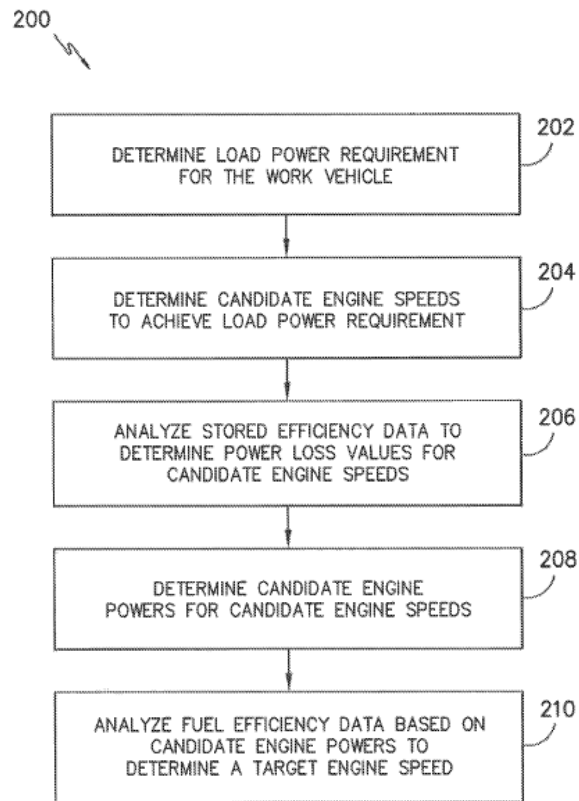 200
202
DETERMINE LOAD POWER REQUIREMENT
FOR THE WORK VEHICLE
204
DETERMINE CANDIDATE ENGINE SPEEDS
TO ACHIEVE LOAD POWER REQUIREMENT
206
ANALYZE STORED EFFICIENCY DATA TO
DETERMINE POWER LOSS VALUES FOR
CANDIDATE ENGINE SPEEDS
208
DETERMINE CANDIDATE ENGINE
POWERS FOR CANDIDATE ENGINE SPEEDS
210
ANALYZE FUEL EFFICIENCY DATA BASED ON
CANDIDATE ENGINE POWERS TO
DETERMINE A TARGET ENGINE SPEED